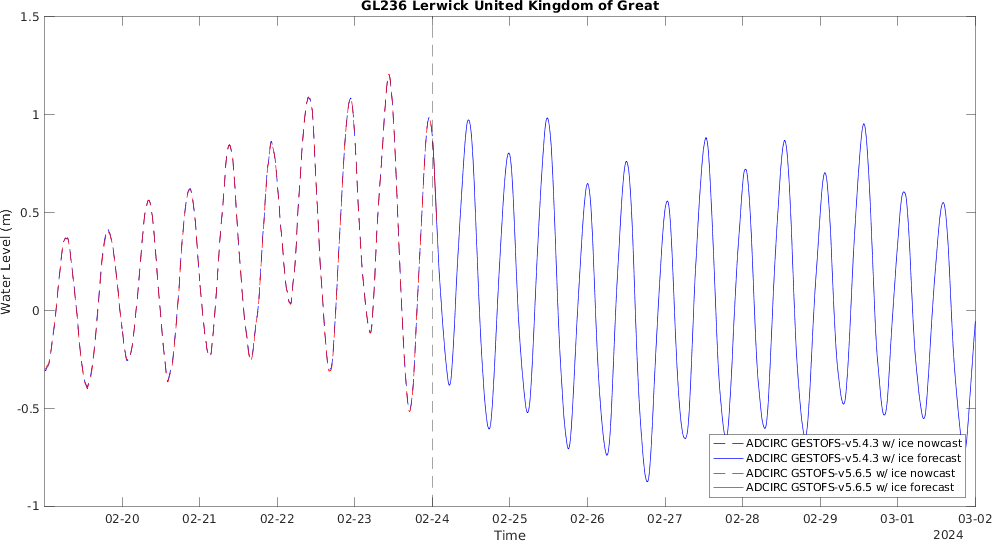 GL236 Lerwick United Kingdom of Great
1.5
1
0.5
0
-0.5
-1
Water Level (m)
02-20 02-21 02-22 02-23 02-24 02-25 02-26 02-27 02-28 02-29 03-01 03-02
Time
2024
ADCIRC GESTOFS-v5.4.3 w/ ice nowcast
ADCIRC GESTOFS-v5.4.3 w/ ice forecast
ADCIRC GSTOFS-v5.6.5 w/ ice nowcast
ADCIRC GSTOFS-v5.6.5 w/ ice forecast